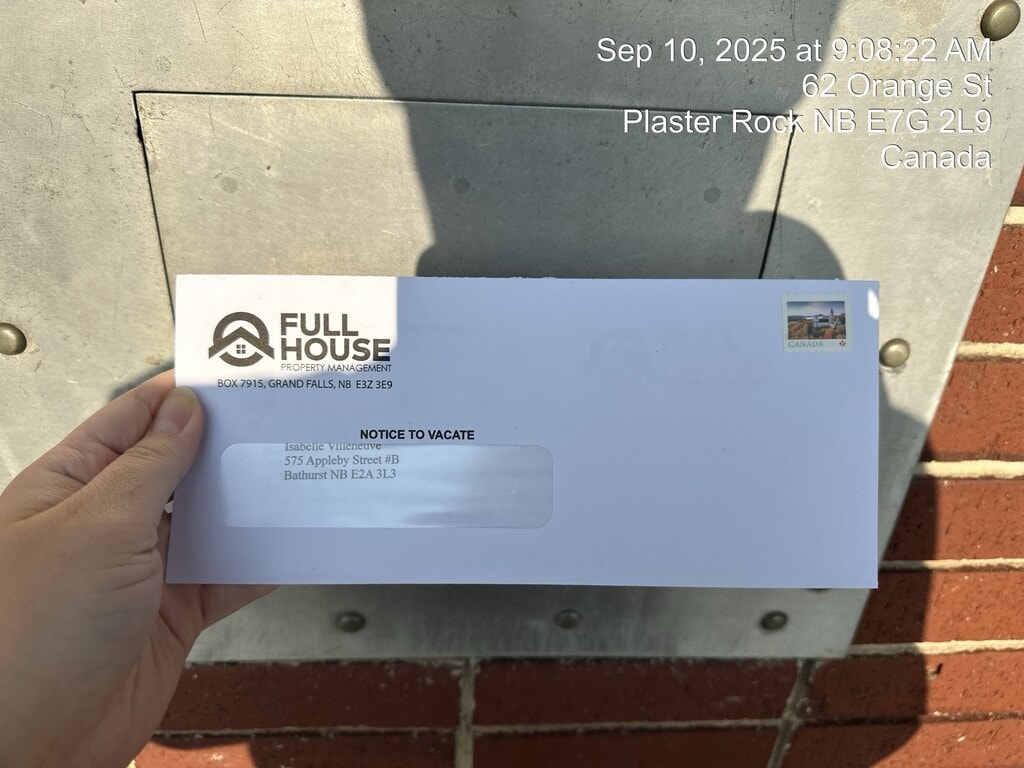 Sep 10, 2025 at 9:08:22 AM
62 Orange St
Plaster Rock NB E7G 2L9
Canada
FULL
HOUSE
PROPERTY MANAGEMENT
BOX 7915, GRAND FALLS, NB E3Z 3E9
CANADA
P
NOTICE TO VACATE
Isabelle Villeneuve
575 Appleby Street #B
Bathurst NB E2A 3L3